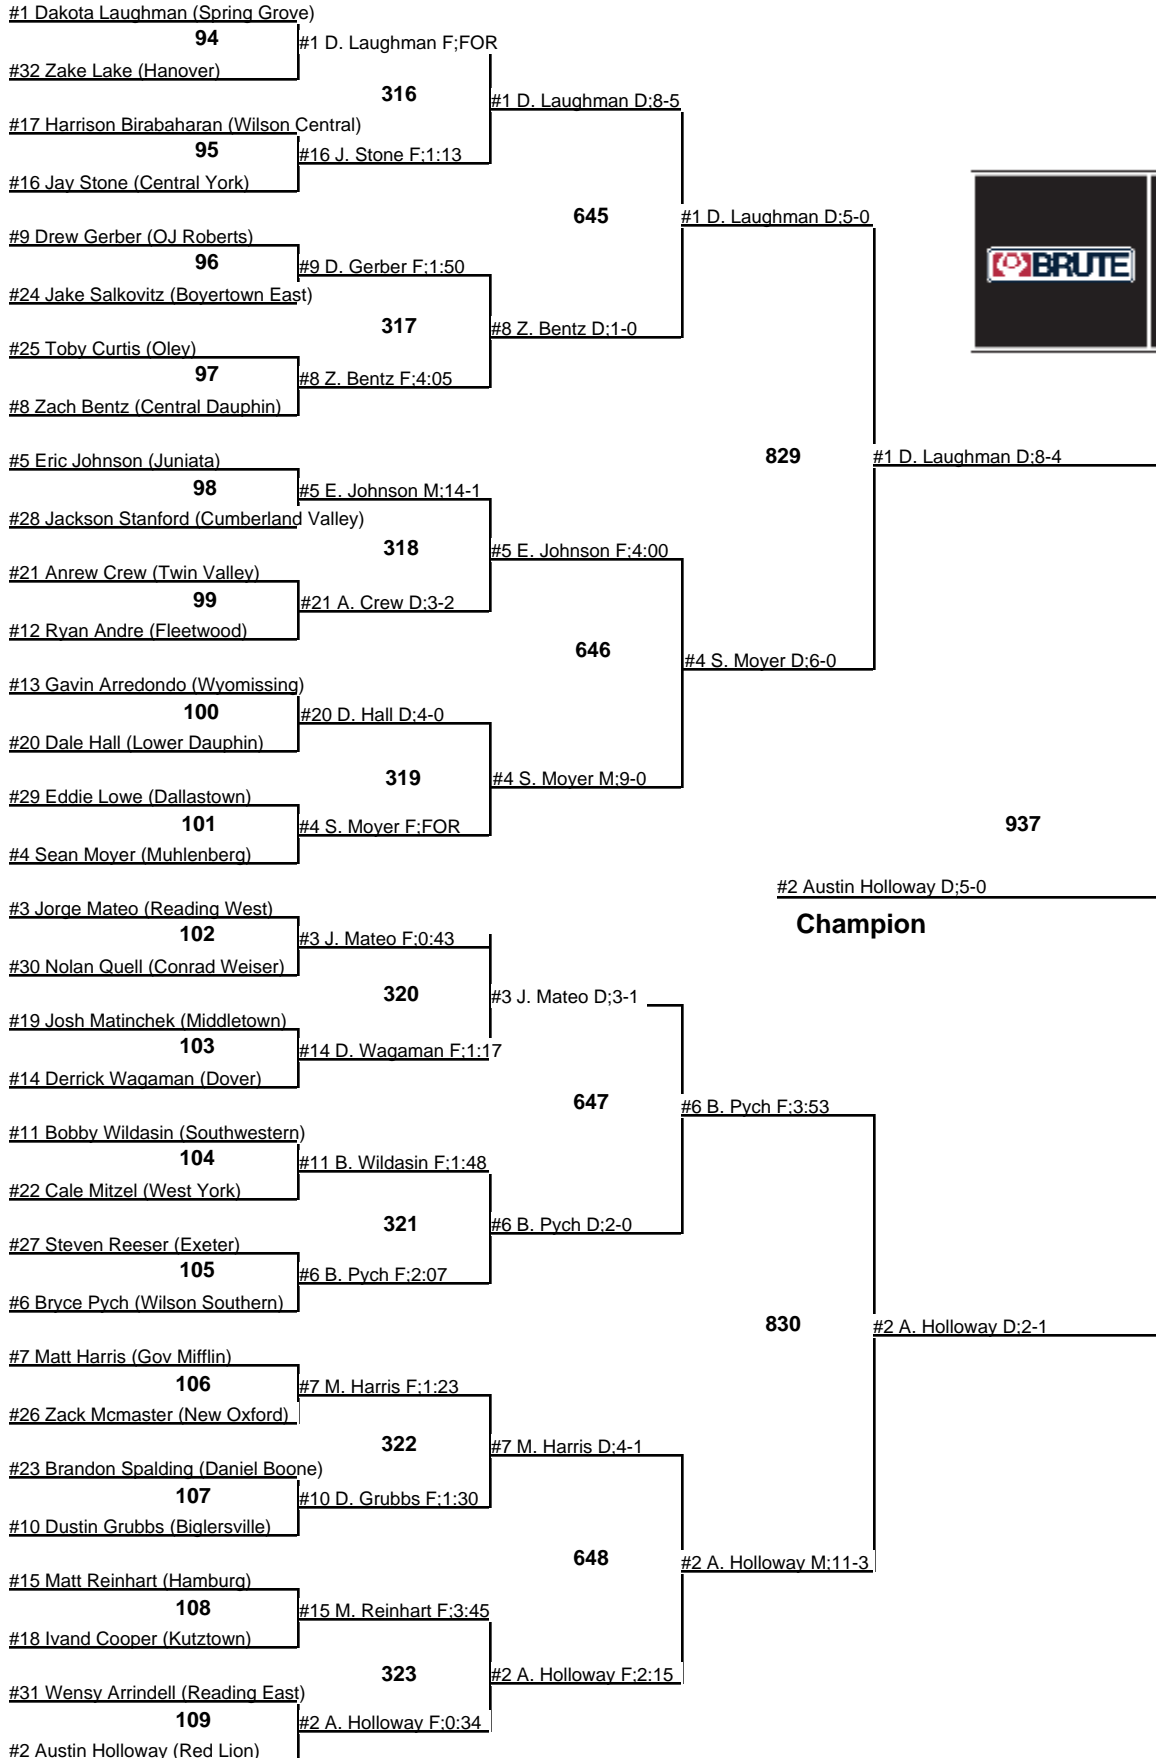 #1 Dakota Laughman (Spring Grove)
94
#1 D. Laughman F;FOR
#32 Zake Lake (Hanover)
316
#1 D. Laughman D;8-5
#17 Harrison Birabaharan (Wilson Central)
95
#16 J. Stone F;1:13
#16 Jay Stone (Central York)
645
#1 D. Laughman D;5-0
#9 Drew Gerber (OJ Roberts)
96
#9 D. Gerber F;1:50
#24 Jake Salkovitz (Boyertown East)
BRUTE
317
#8 Z. Bentz D;1-0
#25 Toby Curtis (Oley)
97
#8 Z. Bentz F;4:05
#8 Zach Bentz (Central Dauphin)
829
#1 D. Laughman D;8-4
#5 Eric Johnson (Juniata)
98
#5 E. Johnson M;14-1
#28 Jackson Stanford (Cumberland Valley)
318
#5 E. Johnson F;4:00
#21 Anrew Crew (Twin Valley)
99
#21 A. Crew D;3-2
#12 Ryan Andre (Fleetwood)
646
#4 S. Moyer D;6-0
#13 Gavin Arredondo (Wyomissing)
100
#20 D. Hall D;4-0
#20 Dale Hall (Lower Dauphin)
319
#4 S. Moyer M;9-0
#29 Eddie Lowe (Dallastown)
101
#4 S. Moyer F;FOR
#4 Sean Moyer (Muhlenberg)
937
#2 Austin Holloway D;5-0
Champion
#3 Jorge Mateo (Reading West)
102
#3 J. Mateo F;0:43
#30 Nolan Quell (Conrad Weiser)
320
#3 J. Mateo D;3-1
#19 Josh Matinchek (Middletown)
103
#14 D. Wagaman F;1:17
#14 Derrick Wagaman (Dover)
647
#6 B. Pych F;3:53
#11 Bobby Wildasin (Southwestern)
104
#11 B. Wildasin F;1:48
#22 Cale Mitzel (West York)
321
#6 B. Pych D;2-0
#27 Steven Reeser (Exeter)
105
#6 B. Pych F;2:07
#6 Bryce Pych (Wilson Southern)
830
#2 A. Holloway D;2-1
#7 Matt Harris (Gov Mifflin)
106
#7 M. Harris F;1:23
#26 Zack Mcmaster (New Oxford)
322
#7 M. Harris D;4-1
#23 Brandon Spalding (Daniel Boone)
107
#10 D. Grubbs F;1:30
#10 Dustin Grubbs (Biglersville)
648
#2 A. Holloway M;11-3
#15 Matt Reinhart (Hamburg)
108
#15 M. Reinhart F;3:45
#18 Ivand Cooper (Kutztown)
323
#2 A. Holloway F;2:15
#31 Wensy Arrindell (Reading East)
109
#2 A. Holloway F;0:34
#2 Austin Holloway (Red Lion)